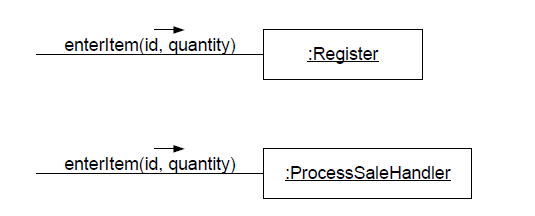 enterItem(id, quantity)
:Register
enterItem(id, quantity)
:ProcessSaleHandler